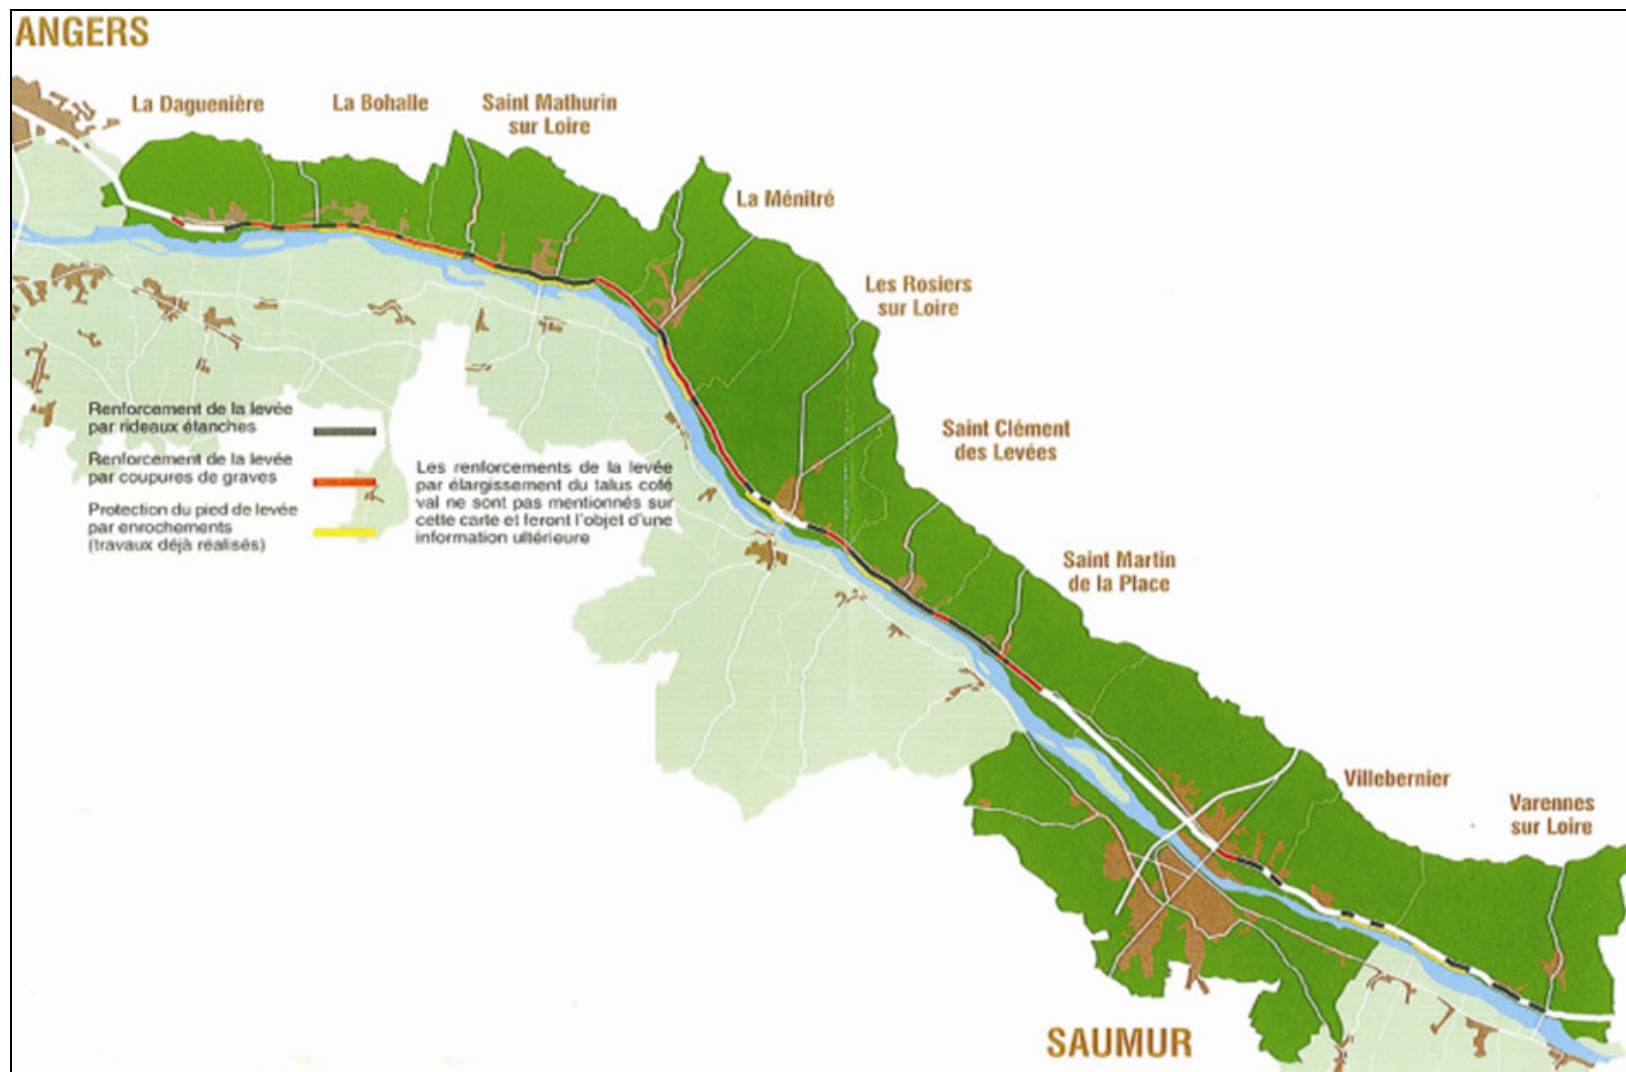 ANGERS
La Daguenière
La Bohalle
Saint Mathurin
sur Loire
La Ménitré
Les Rosiers
sur Loire
Saint Clément
des Levées
Saint Martin
de la Place
Villebernier
Varennes
sur Loire
SAUMUR
Renforcement de la levée
par rideaux étanches
Renforcement de la levée
par coupures de graves
Protection du pied de levée
par enrochements
(travaux déjà réalisés)
Les renforcements de la levée
par élargissement du talus coté
val ne sont pas mentionnés sur
cette carte et feront l'objet d'une
information ultérieure